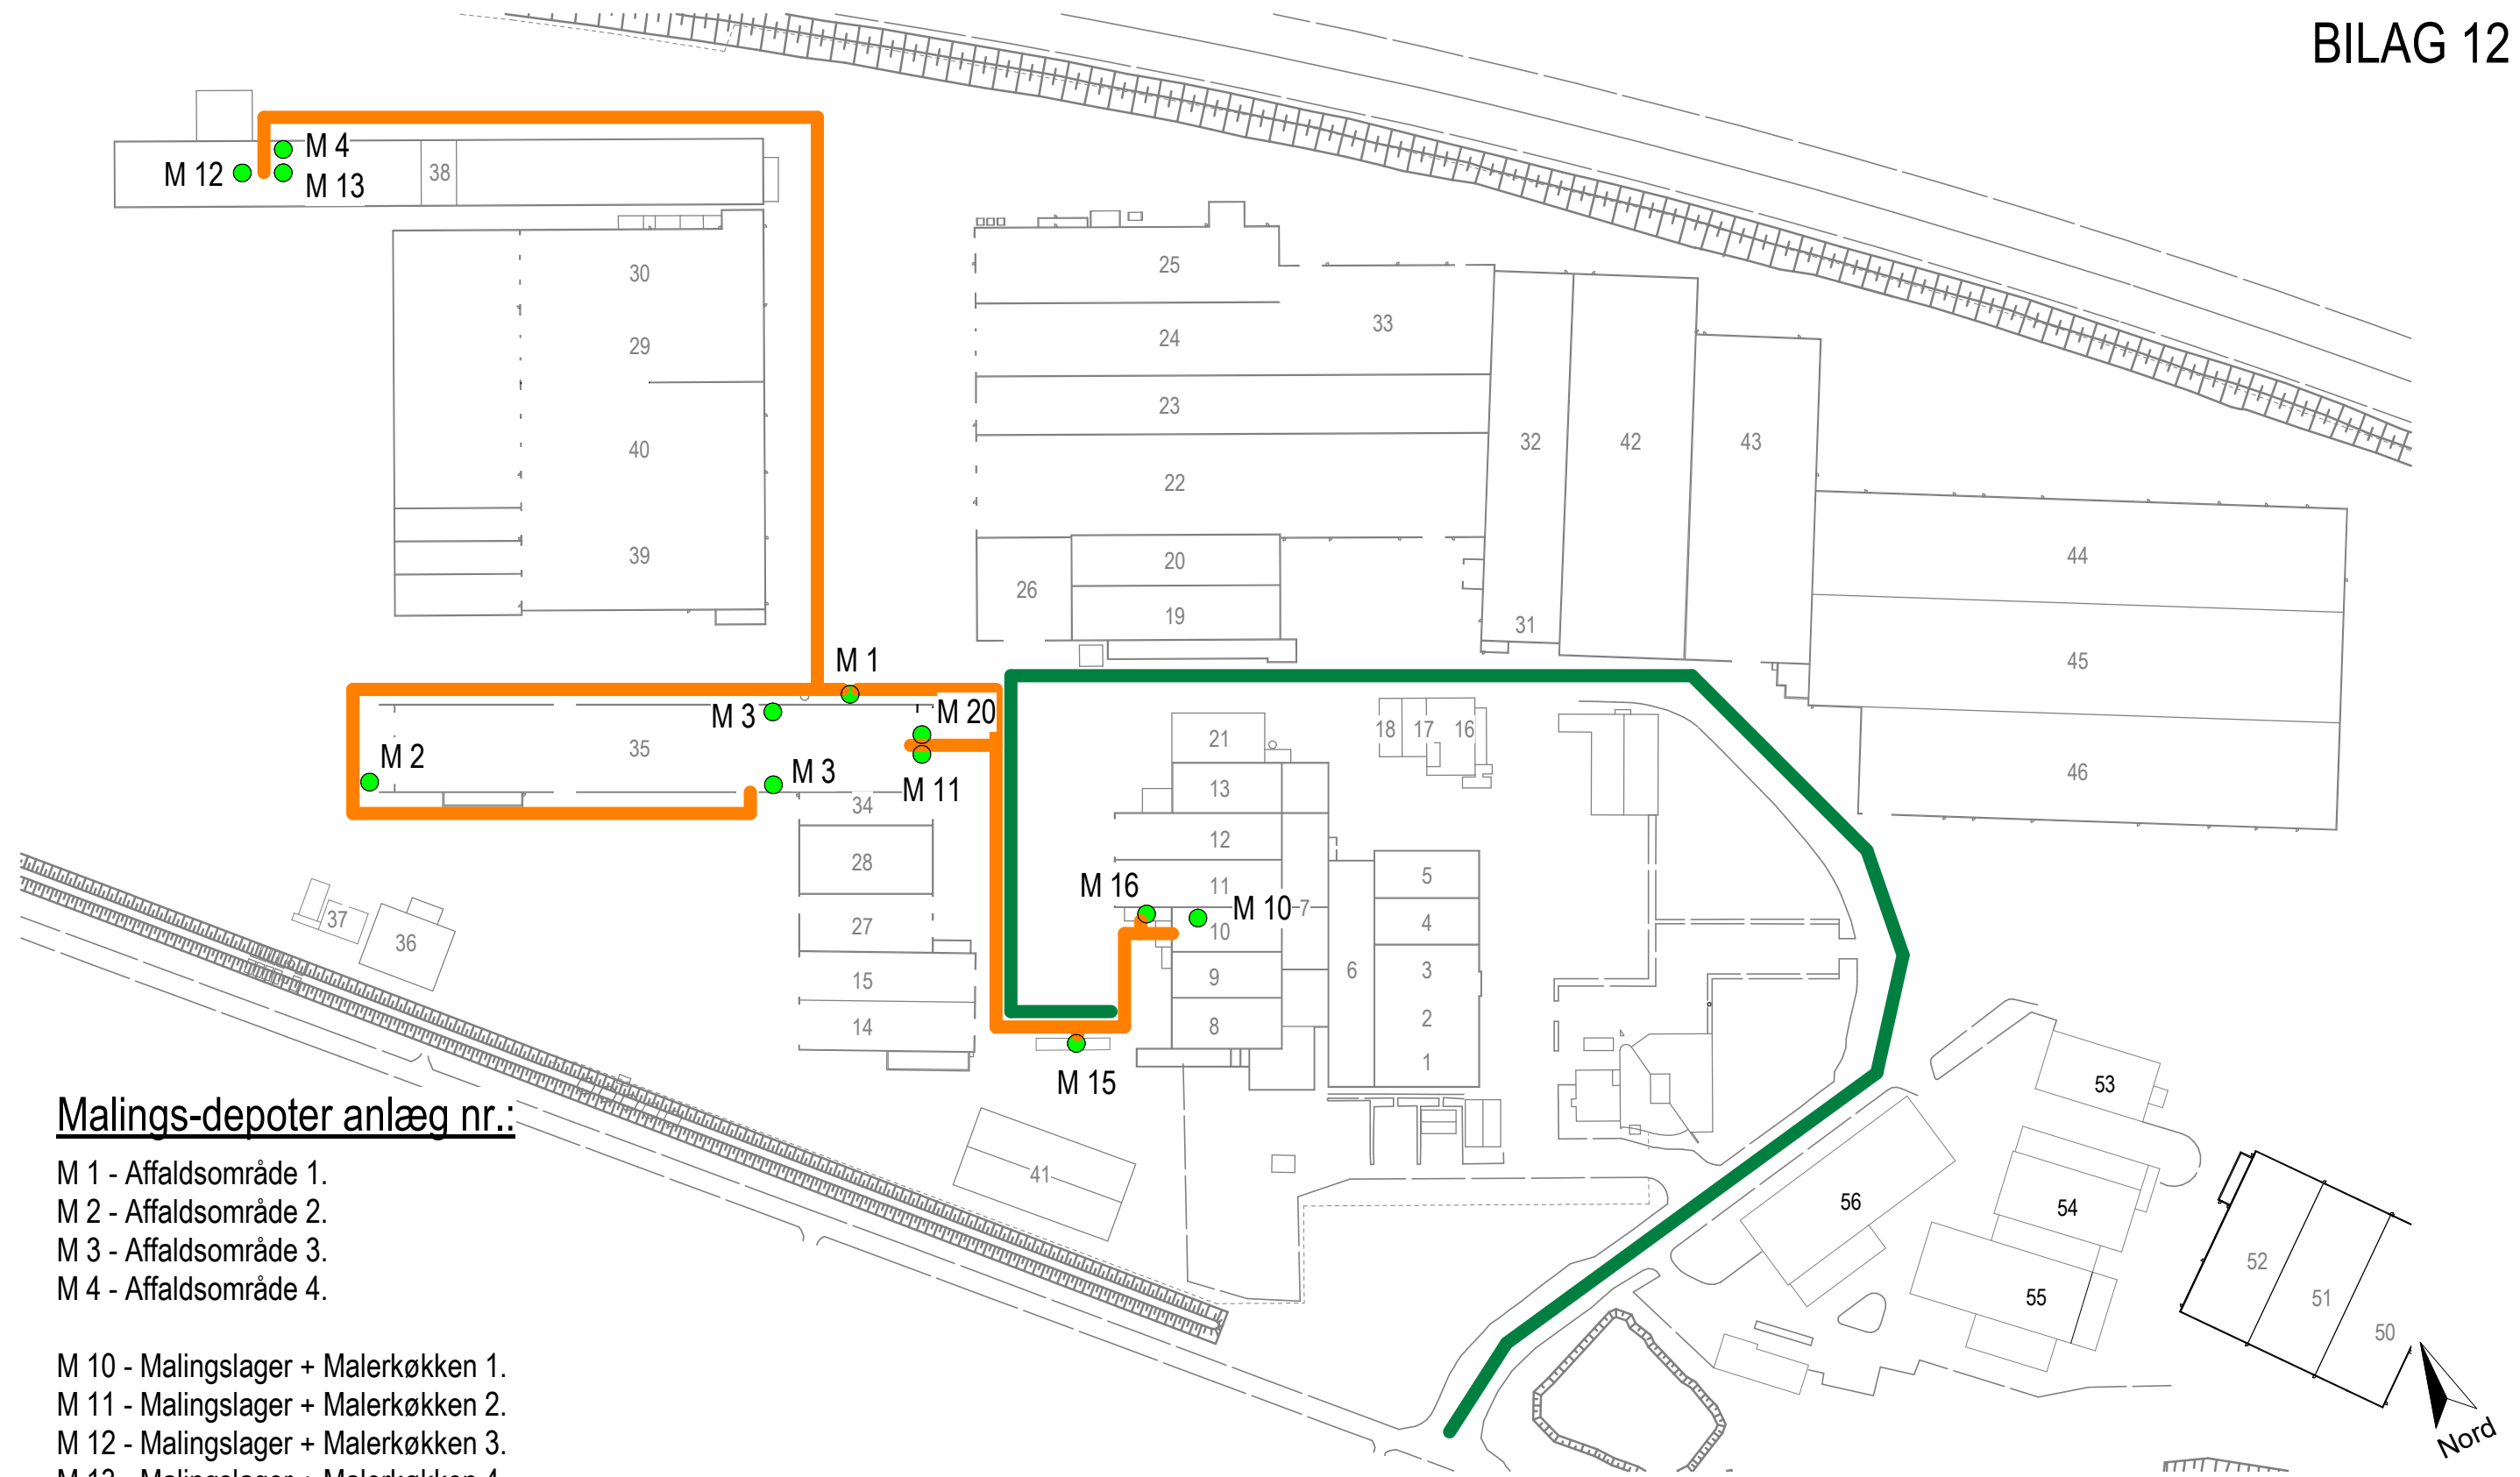 BILAG 12
M 4
M 12
M 13
38
30
29
40
39
25
24
33
23
22
20
26
19
31
32
42
43
44
45
46
M 1
M 20
M 3
M 2
35
M 3
M 11
34
28
27
15
14
37
36
21
13
12
11
M 16
M 10
7
10
9
8
18
17
16
5
4
3
6
2
1
M 15
41
53
54
56
55
52
51
50
Nord
Malings-depoter anlæg nr.:
M 1 - Affaldsområde 1.
M 2 - Affaldsområde 2.
M 3 - Affaldsområde 3.
M 4 - Affaldsområde 4.
M 10 - Malingslager + Malerkøkken 1.
M 11 - Malingslager + Malerkøkken 2.
M 12 - Malingslager + Malerkøkken 3.
M 13 - Malingslager + Malerkøkken 4.